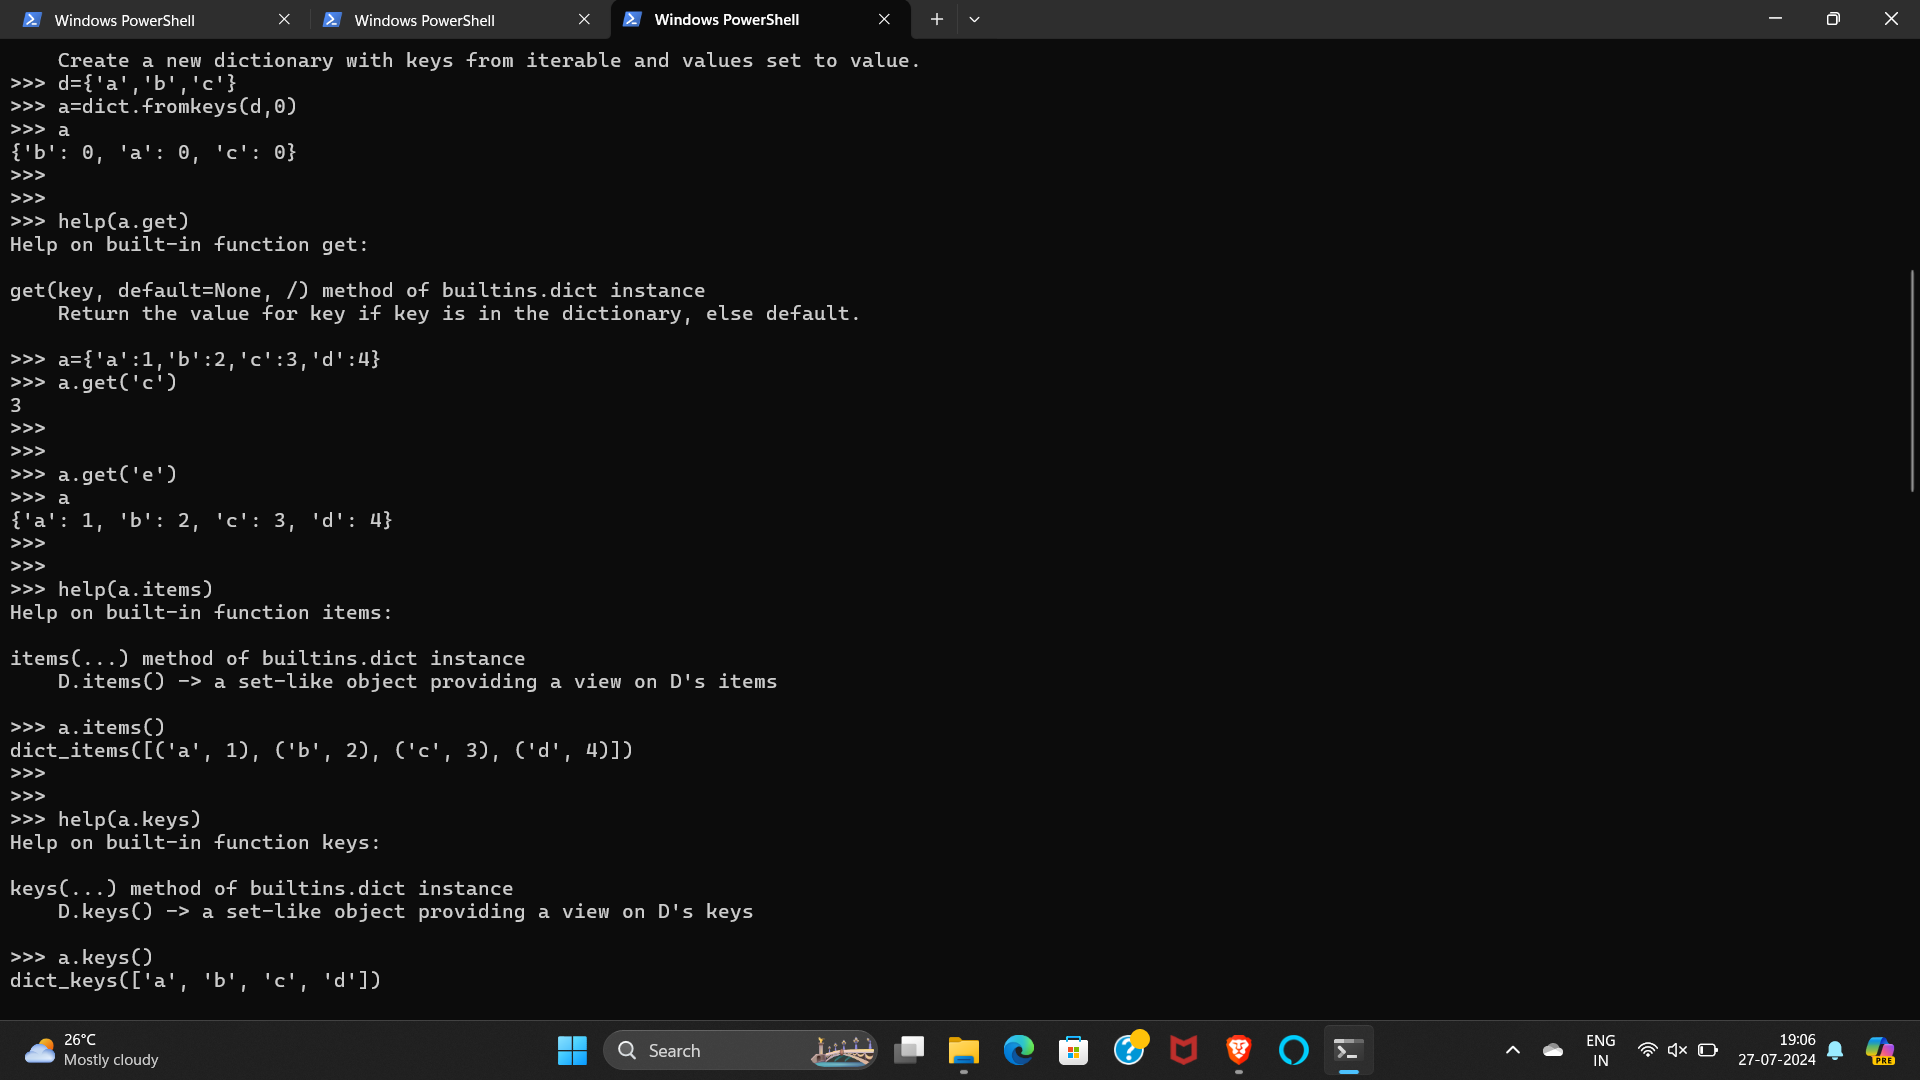 Windows PowerShell
Windows PowerShell
Windows PowerShell
    Create a new dictionary with keys from iterable and values set to value.
>>> d={'a','b','c'}
>>> a=dict.fromkeys(d,0)
>>> a
{'b': 0, 'a': 0, 'c': 0}
>>>
>>>
>>> help(a.get)
Help on built-in function get:

get(key, default=None, /) method of builtins.dict instance
    Return the value for key if key is in the dictionary, else default.

>>> a={'a':1,'b':2,'c':3,'d':4}
>>> a.get('c')
3
>>>
>>>
>>> a.get('e')
>>> a
{'a': 1, 'b': 2, 'c': 3, 'd': 4}
>>>
>>>
>>> help(a.items)
Help on built-in function items:

items(...) method of builtins.dict instance
    D.items() -> a set-like object providing a view on D's items

>>> a.items()
dict_items([('a', 1), ('b', 2), ('c', 3), ('d', 4)])
>>>
>>>
>>> help(a.keys)
Help on built-in function keys:

keys(...) method of builtins.dict instance
    D.keys() -> a set-like object providing a view on D's keys

>>> a.keys()
dict_keys(['a', 'b', 'c', 'd'])
26°C
Mostly cloudy
Search
ENG
IN
19:06
27-07-2024
PRE